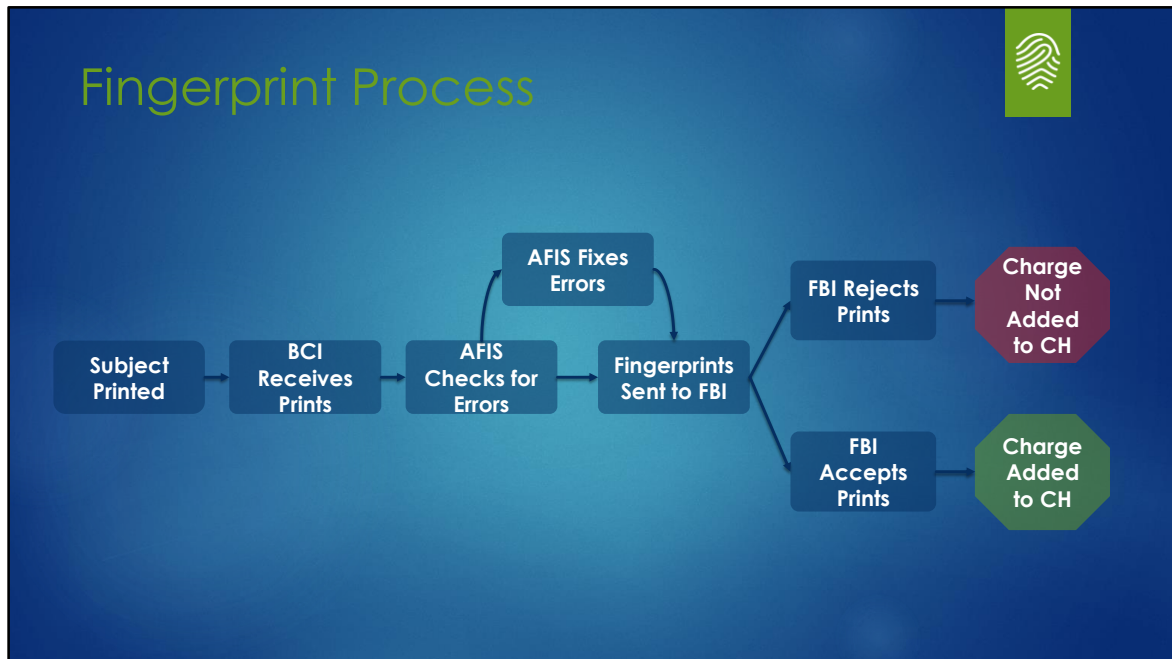 Fingerprint Process
AFIS Fixes
Errors
Subject
Printed
BCI
Receives
Prints
AFIS
Checks for
Errors
Fingerprints
Sent to FBI
FBI Rejects
Prints
Charge
Not
Added
to CH
FBI
Accepts
Prints
Charge
Added
to CH